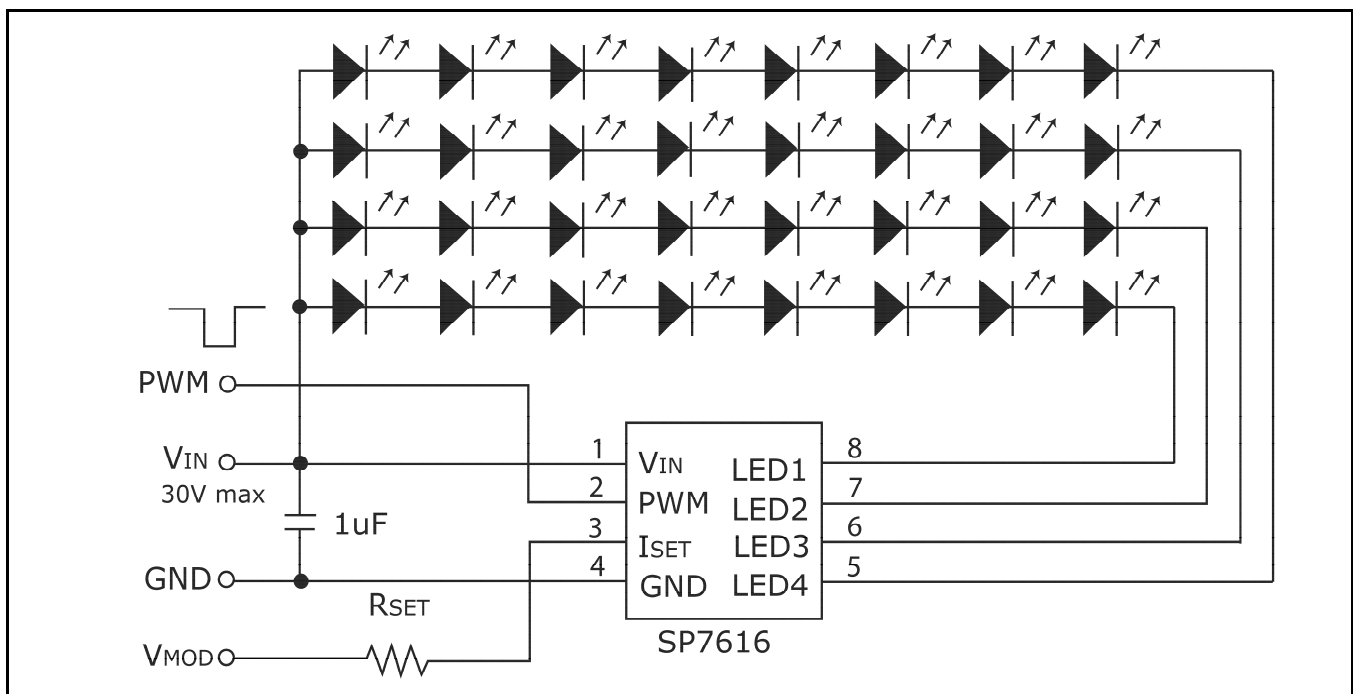 PWM
VIN
30V max
1uF
GND
RSET
VMOD
1
2
3
4
VIN
PWM
ISET
GND
LED1
LED2
LED3
LED4
8
7
6
5
SP7616